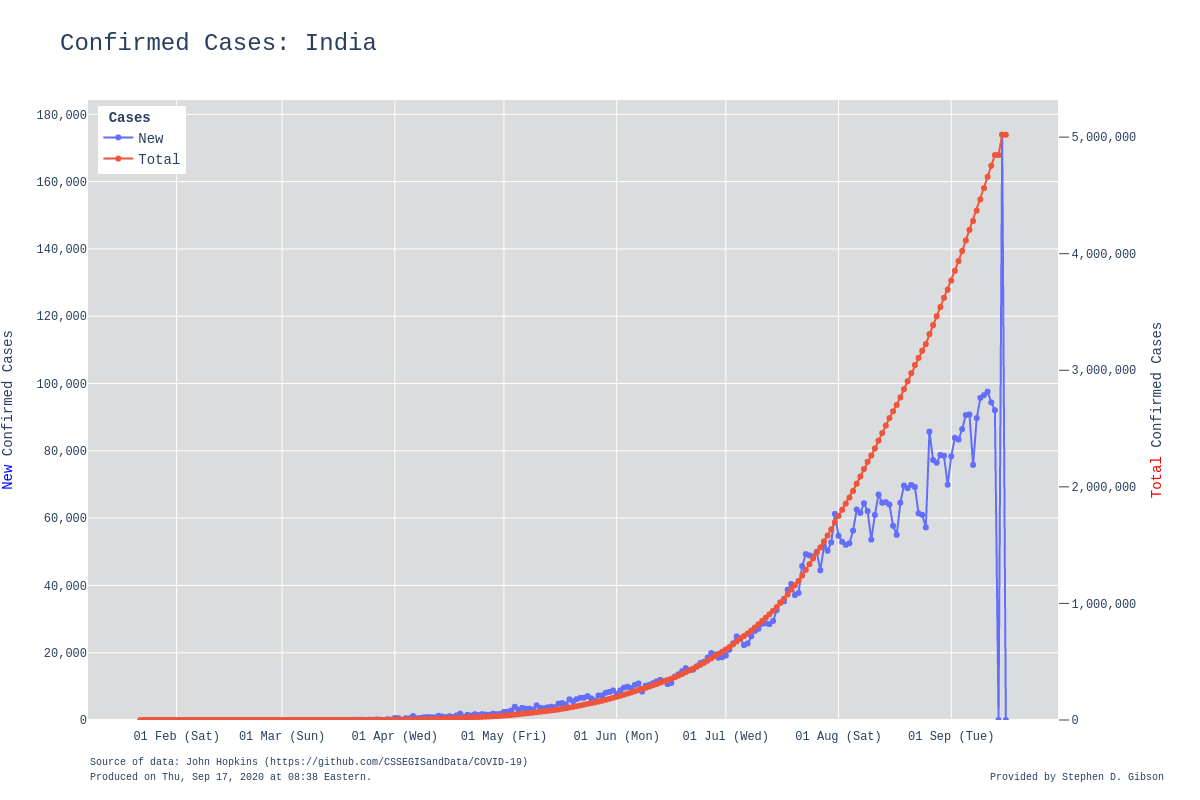 Confirmed Cases: India
Cases
New
Total
180,000
160,000
140,000
120,000
100,000
80,000
60,000
40,000
20,000
0
New Confirmed Cases
5,000,000
4,000,000
3,000,000
2,000,000
1,000,000
0
Total Confirmed Cases
01 Feb (Sat) 01 Mar (Sun) 01 Apr (Wed) 01 May (Fri) 01 Jun (Mon) 01 Jul (Wed) 01 Aug (Sat) 01 Sep (Tue)
Source of data: John Hopkins (https://github.com/CSSEGISandData/COVID-19)
Produced on Thu, Sep 17, 2020 at 08:38 Eastern.
Provided by Stephen D. Gibson